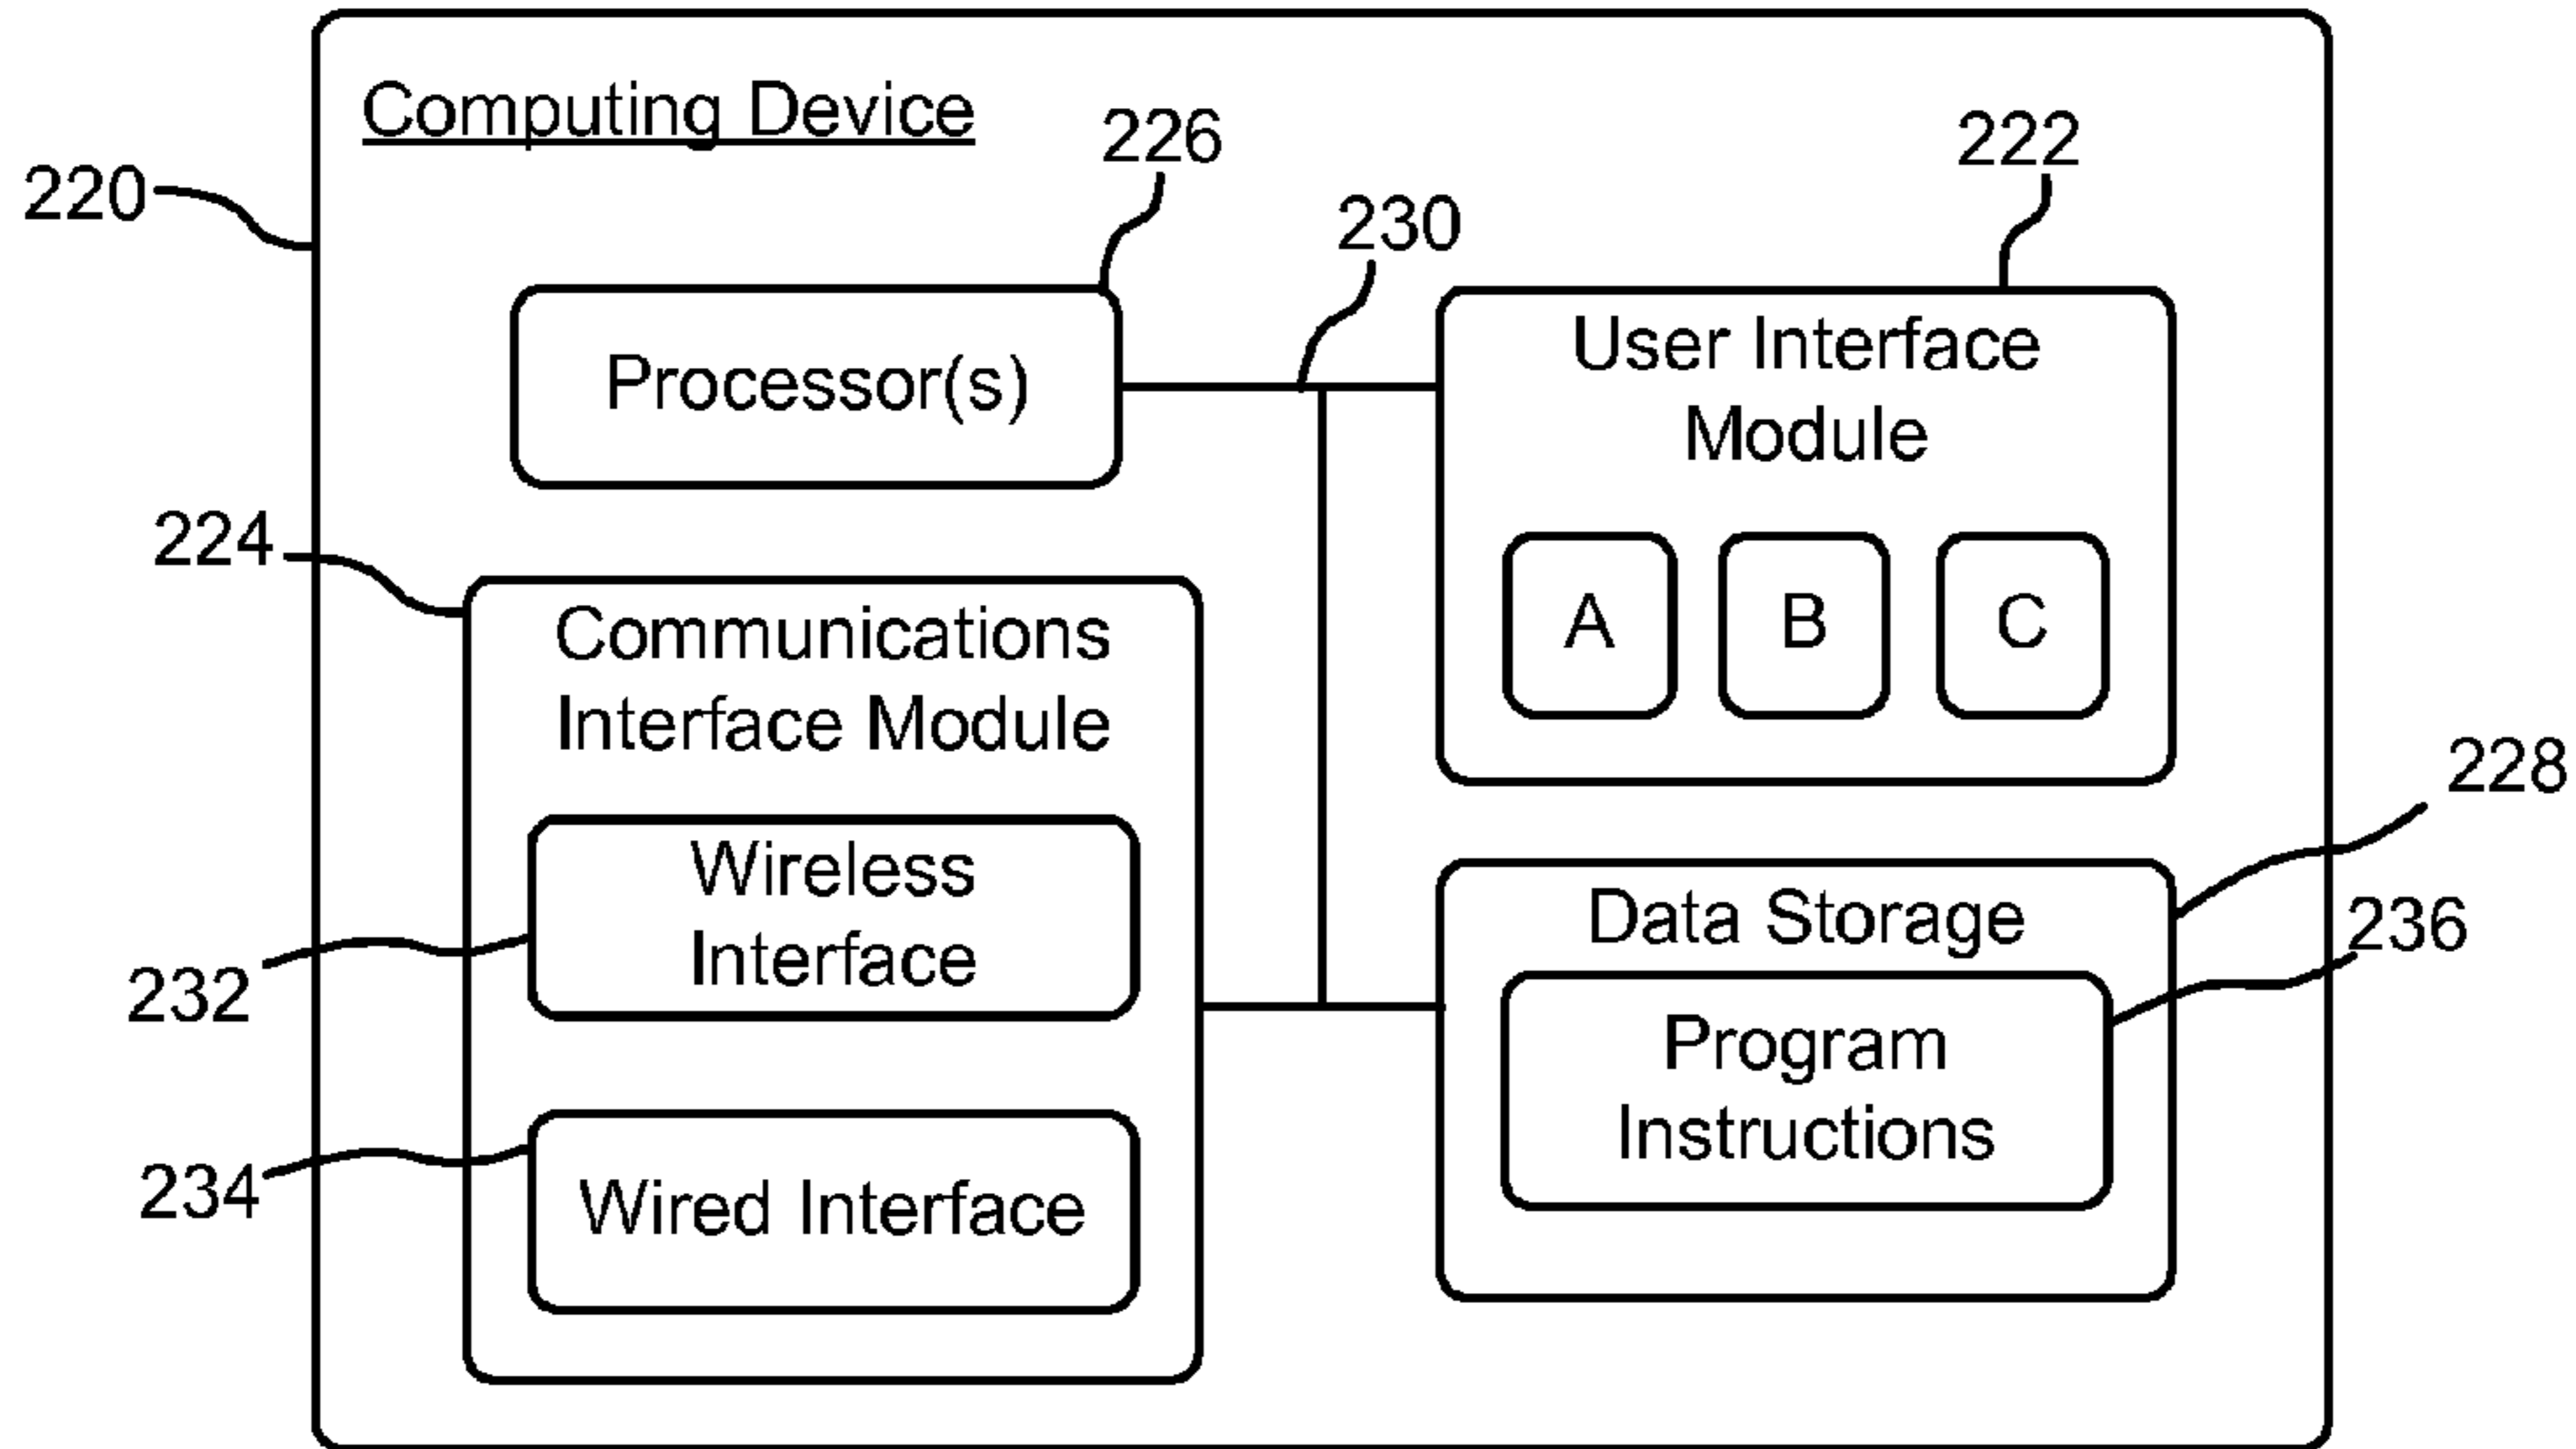 Computing Device
220
226
222
230
Processor(s)
User Interface
Module
A
B
C
224
Communications
Interface Module
Wireless
Interface
232
Wired Interface
234
228
Data Storage
236
Program
Instructions